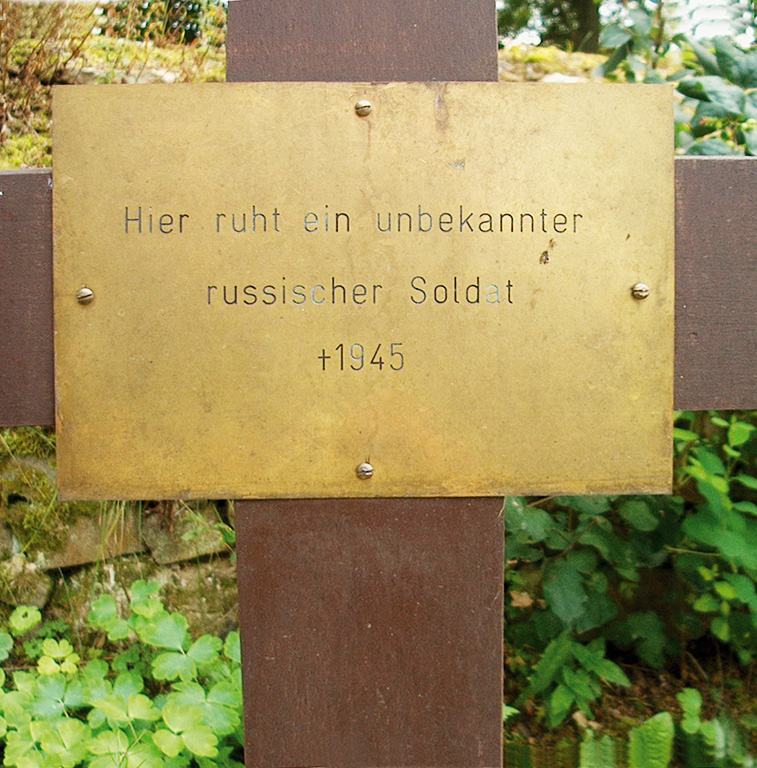 Hier ruht ein unbekannter
russischer Soldat
†1945